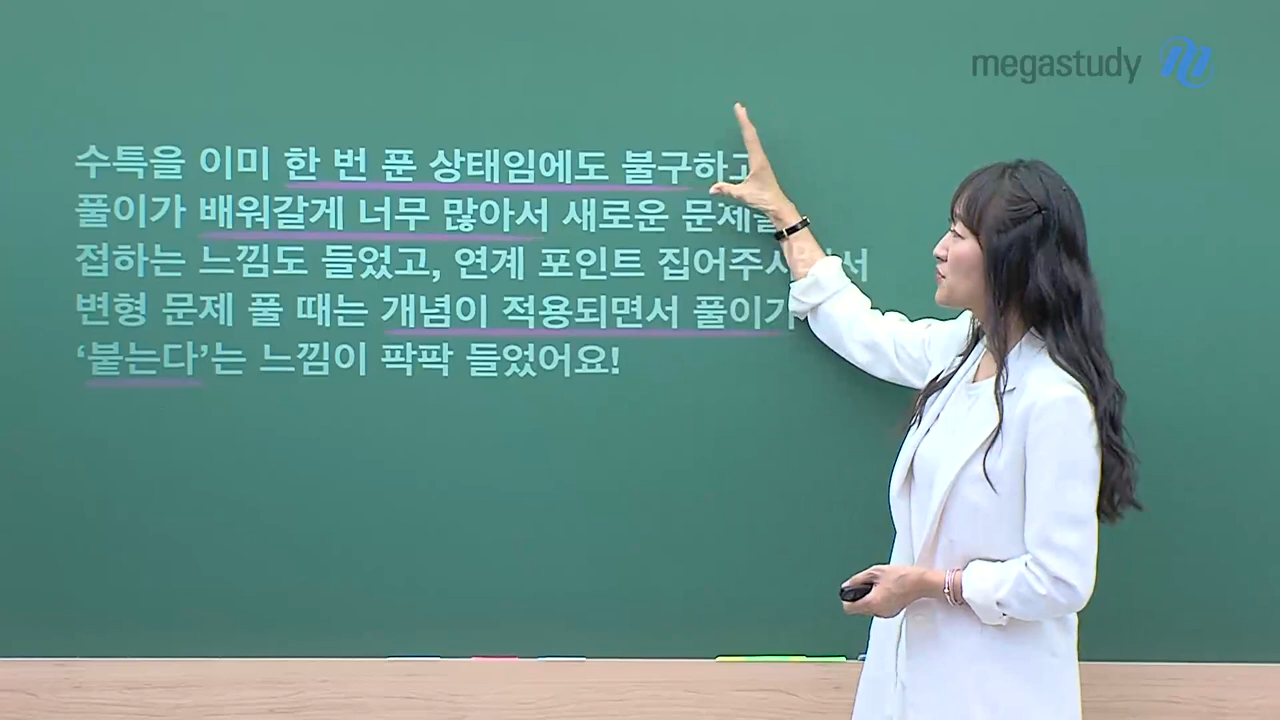 megastudy
수특을 이미 한 번 푼 상태임에도 불구하고
풀이가 배워갈게 너무 많아서 새로운 문제를
접하는 느낌도 들었고, 연계 포인트 서
변형 문제 풀 때는 개념이 적용되면서 풀이가
‘붙는다’는 느낌이 팍팍 들었어요!